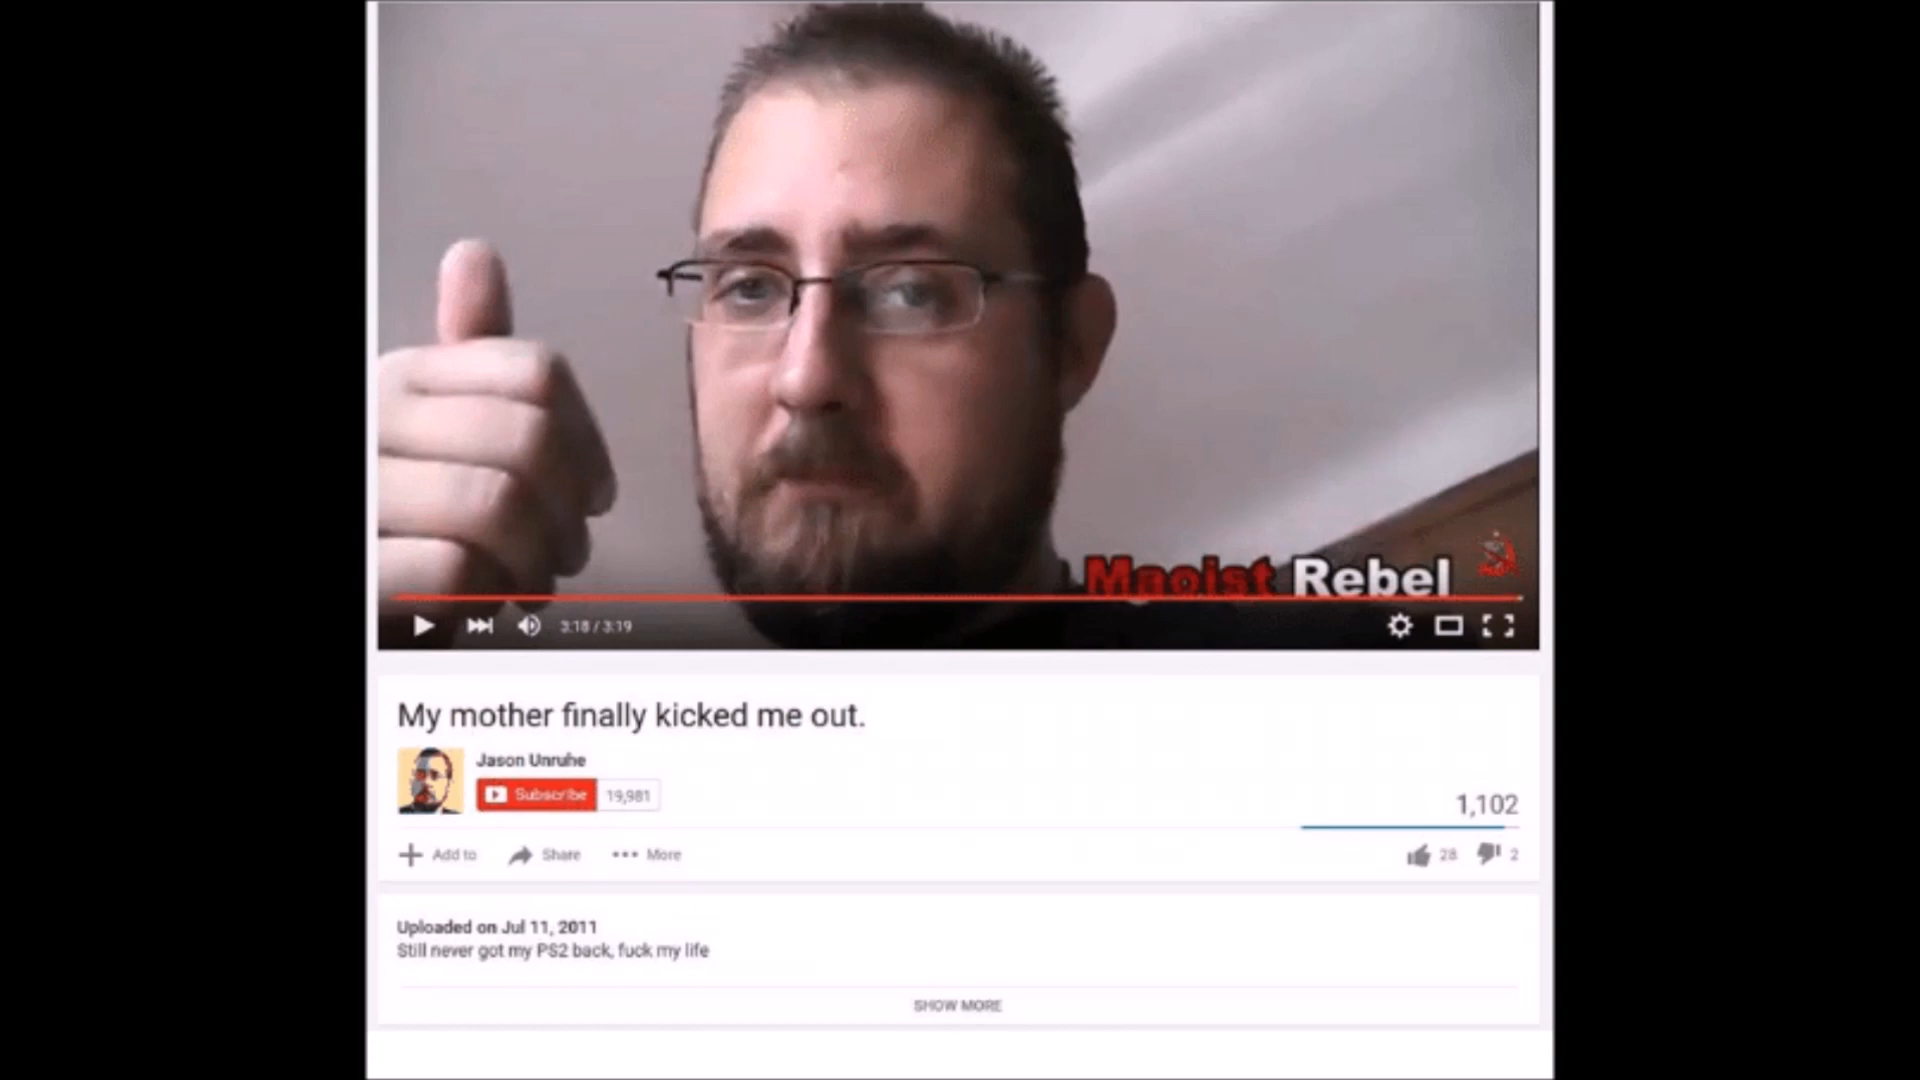 Maoist Rebel
3:18 / 3:19
My mother finally kicked me out.
Jason Unruhe
Subscribe 19,981
1,102
Add to Share More 28 2
Uploaded on Jul 11, 2011
Still never got my PS2 back, fuck my life
SHOW MORE